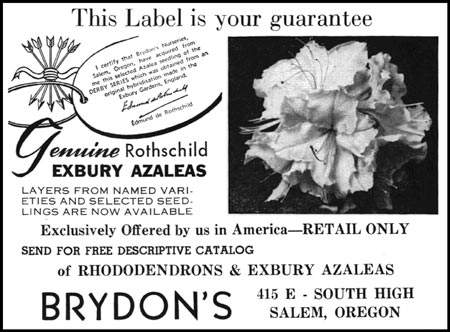 This Label is your guarantee
I certify that Brydon's Nurseries,
Salem, Oregon, have acquired from
me this selected Azalea seedling of the
DERBY SERIES which was obtained from an
original hybridisation made in the
Exbury Gardens, England.
Edmund de Rothschild
Edmund de Rothschild.
Genuine Rothschild
EXBURY AZALEAS
LAYERS FROM NAMED VARI-
ETIES AND SELECTED SEED-
LINGS ARE NOW AVAILABLE
Exclusively Offered by us in America—RETAIL ONLY
SEND FOR FREE DESCRIPTIVE CATALOG
of RHODODENDRONS & EXBURY AZALEAS
BRYDON'S
415 E - SOUTH HIGH
SALEM, OREGON